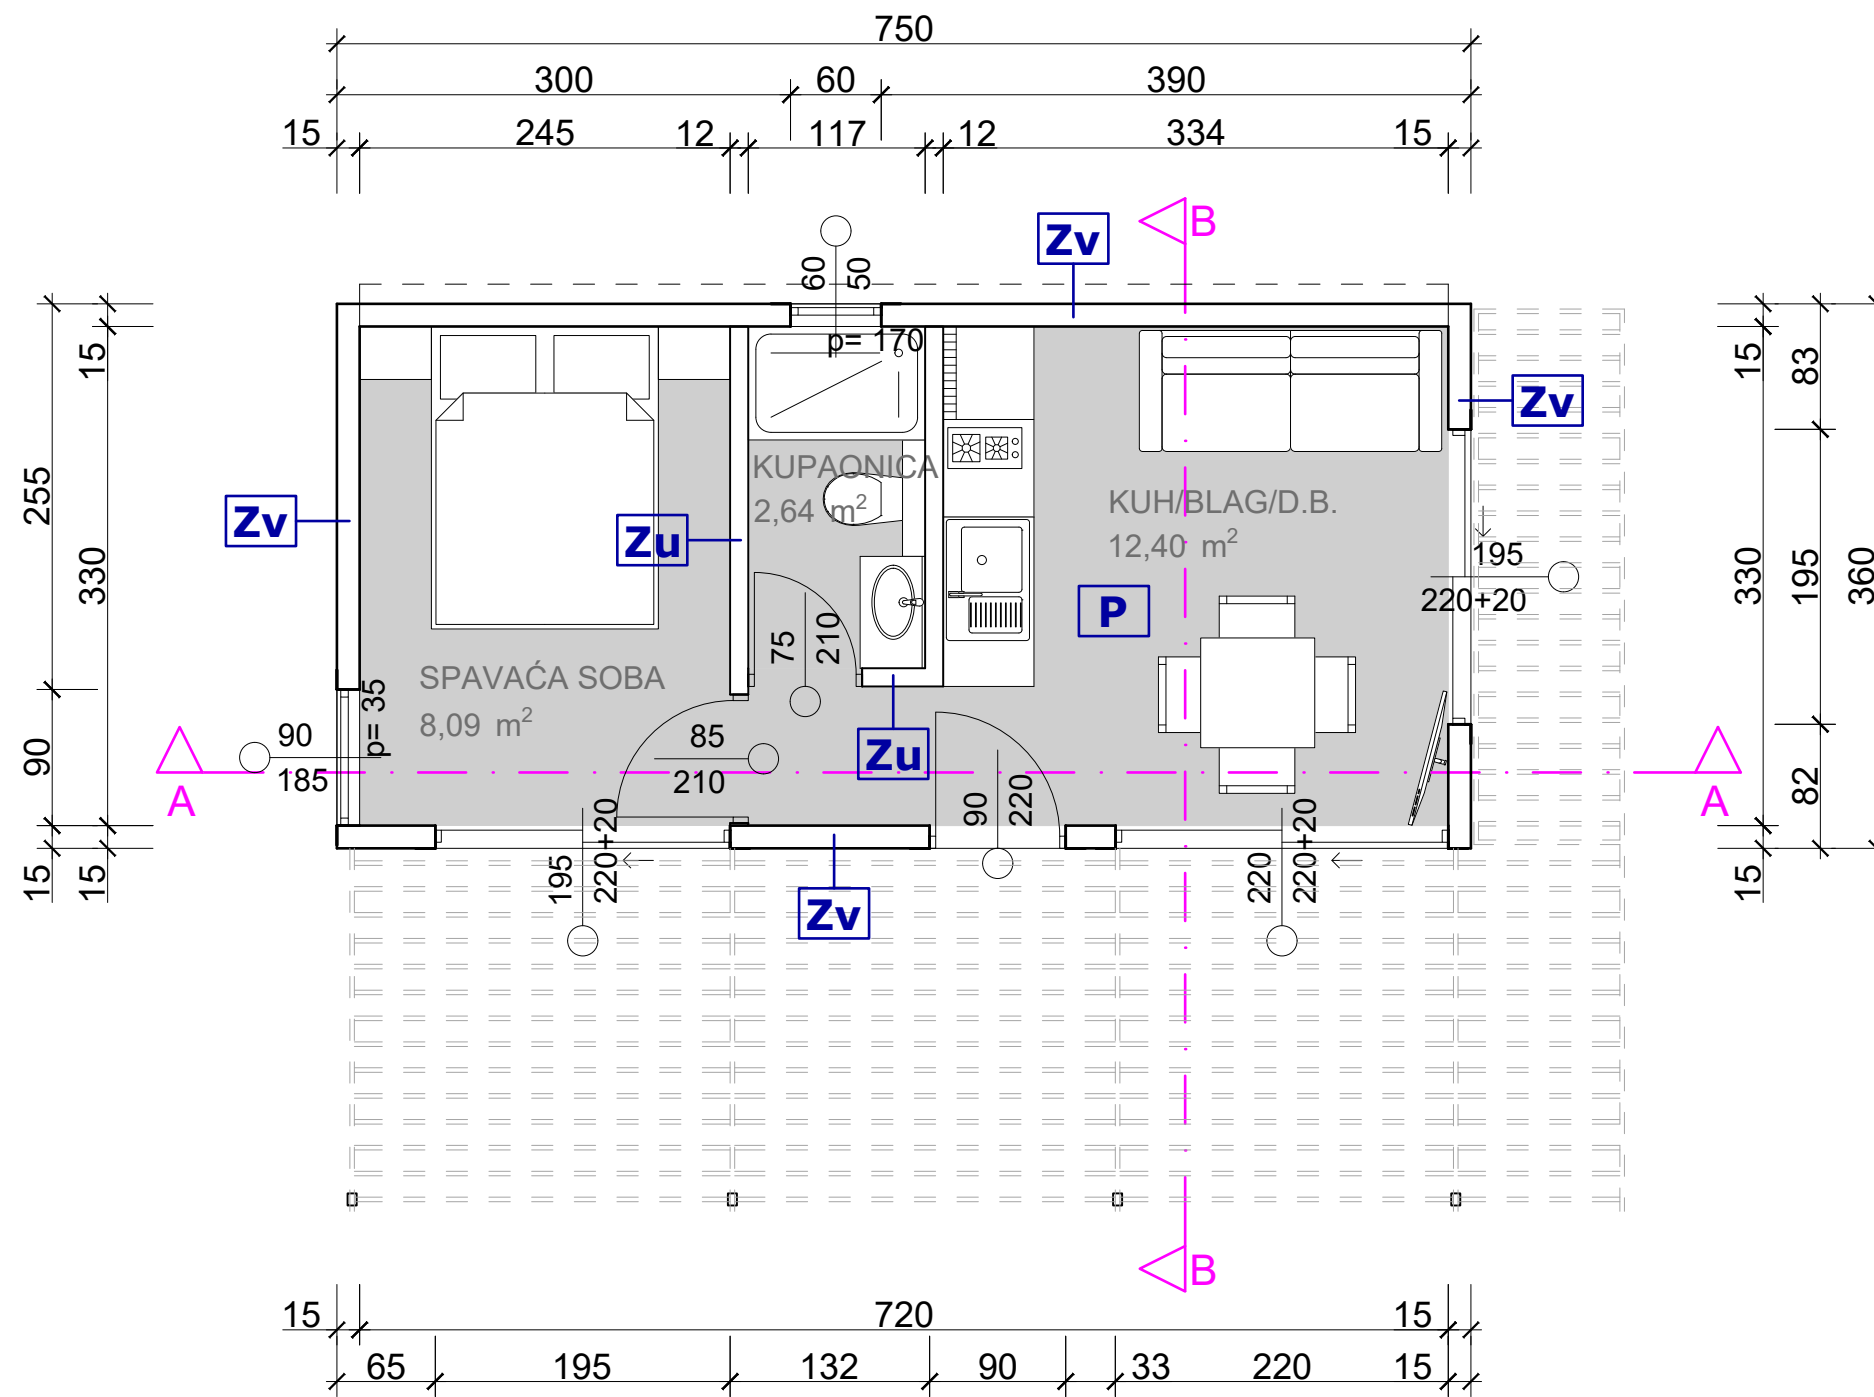 750
300 60 390
15 245 12 117 12 334 15
B
Zv
60
50
p= 170
15
15
83
Zv
KUPAONICA
2,64 m²
KUH/BLAG/D.B.
12,40 m²
255
Zv
Zu
195
220+20
330
330
195
360
P
75
210
SPAVAĆA SOBA
8,09 m²
p= 35
90
185
85
210
Zu
90
220
90
82
A
A
195
220+20
220
220+20
15
15
15
Zv
B
15 720 15
65 195 132 90 33 220 15